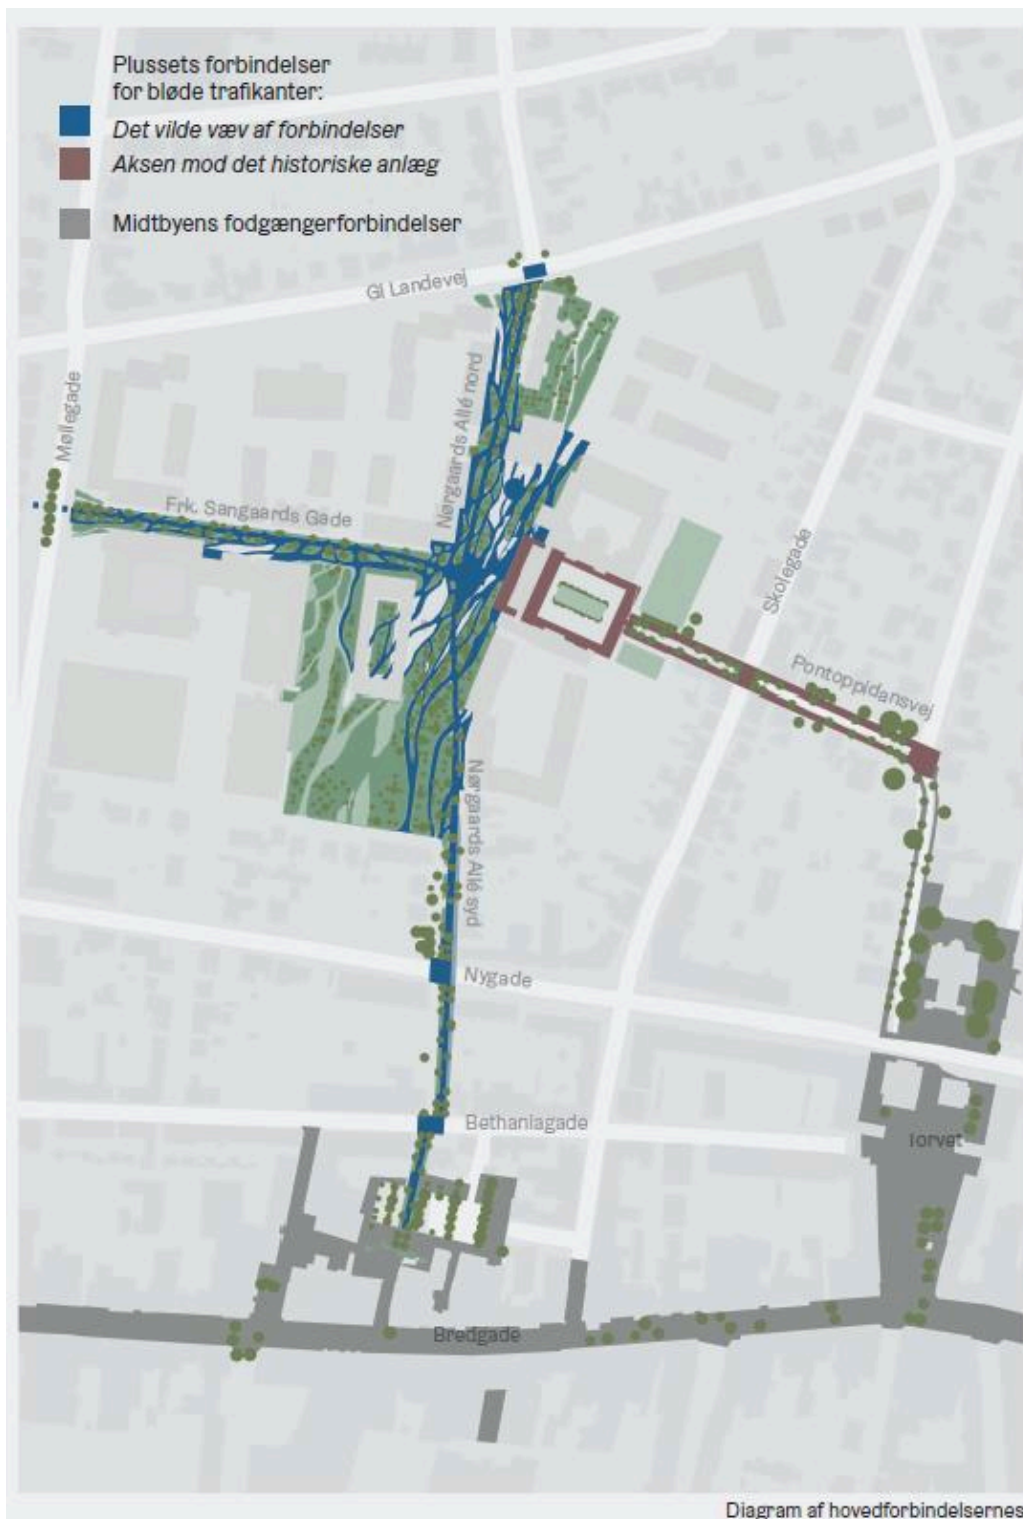 Plussets forbindelser
for bløde trafikanter:
Det vilde væv af forbindelser
Aksen mod det historiske anlæg
Midtbyens fodgængerforbindelser
Gl Landevej
Møllegade
Nørgaards Allé nord
Frk. Sangaards Gade
Skolegade
Pontoppidansvej
Nørgaards Allé syd
Nygade
Bethaniagade
Torvet
Bredgade
Diagram af hovedforbindelsernes